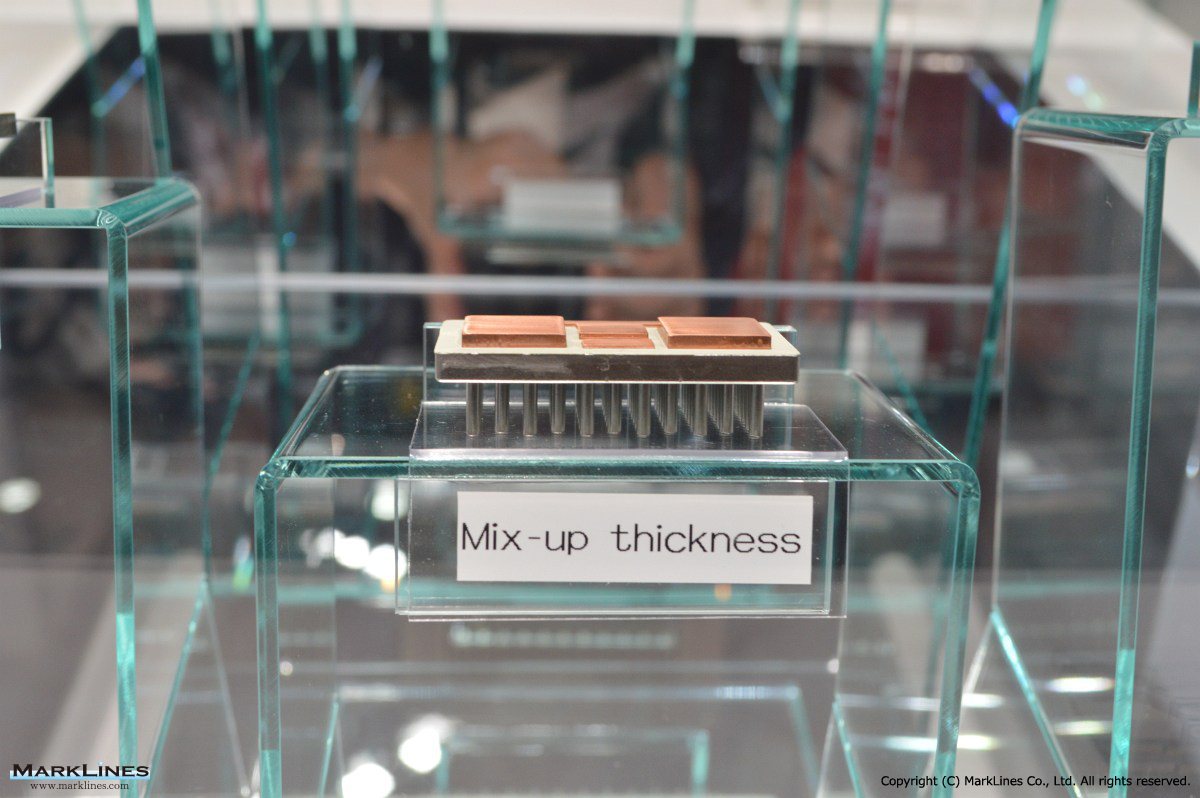 Mix-up thickness
MARKLINES
www.marklines.com
Copyright (C) MarkLines Co., Ltd. All rights reserved.